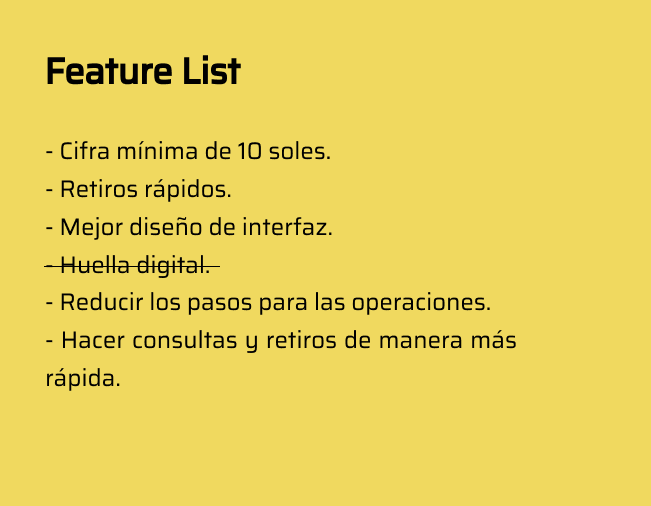 Feature List
- Cifra mínima de 10 soles.
- Retiros rápidos.
- Mejor diseño de interfaz.
- Huella digital.
- Reducir los pasos para las operaciones.
- Hacer consultas y retiros de manera más
rápida.